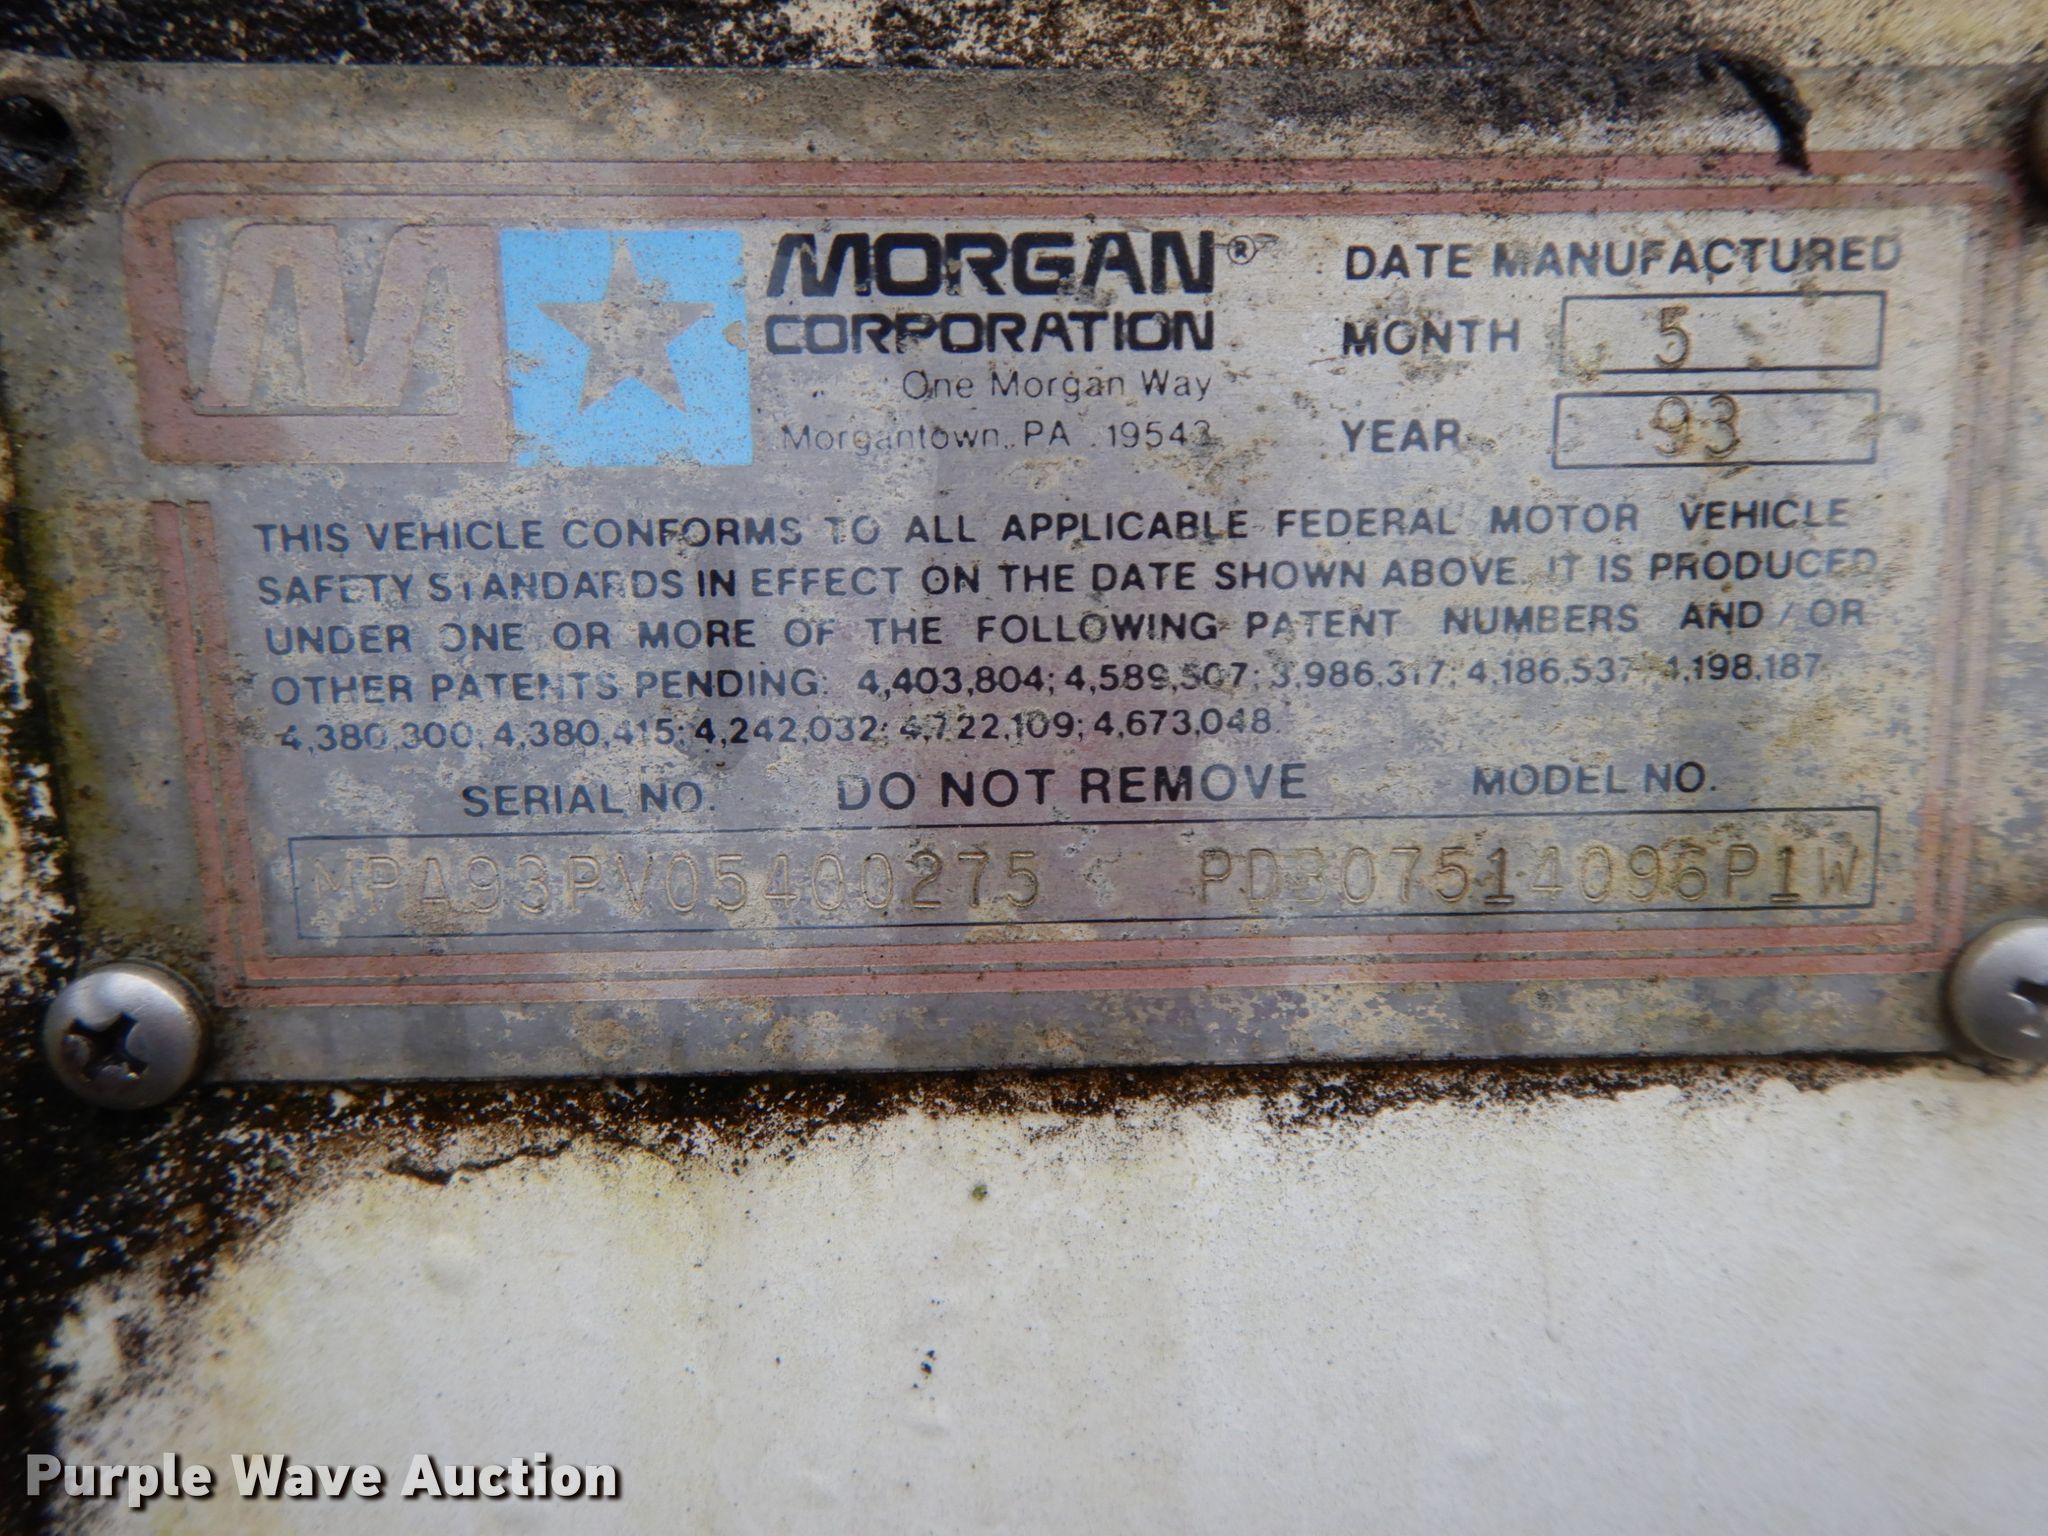 MORGAN®
CORPORATION
One Morgan Way
Morgantown, PA 19543
DATE MANUFACTURED
MONTH 5
YEAR 93
THIS VEHICLE CONFORMS TO ALL APPLICABLE FEDERAL MOTOR VEHICLE
SAFETY STANDARDS IN EFFECT ON THE DATE SHOWN ABOVE. IT IS PRODUCED
UNDER ONE OR MORE OF THE FOLLOWING PATENT NUMBERS AND / OR
OTHER PATENTS PENDING: 4,403,804; 4,589,507; 3,986,317; 4,186,537; 4,198,187
4,380,300; 4,380,415; 4,242,032; 4,722,109; 4,673,048.
SERIAL NO. DO NOT REMOVE MODEL NO.
MPA93PV05400275 PDB07514096P1W
Purple Wave Auction